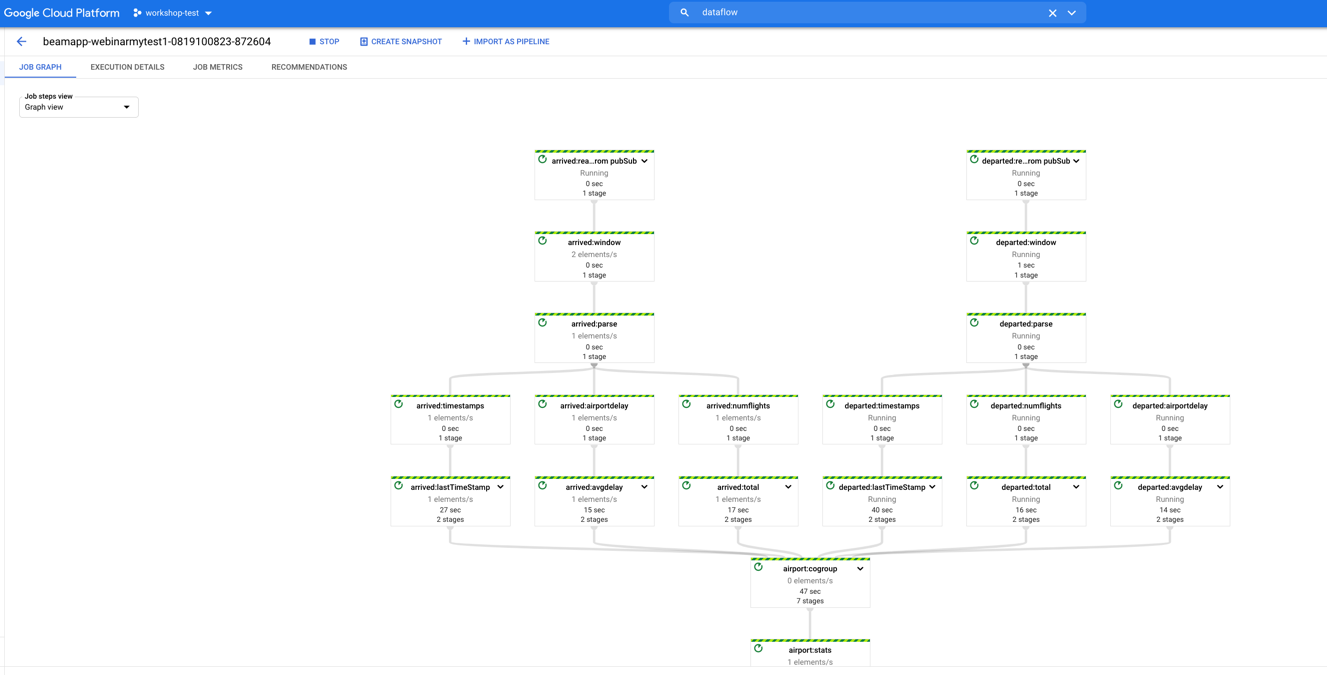 Google Cloud Platform
workshop-test
dataflow
beamapp-webinarmytest1-0819100823-872604
STOP
CREATE SNAPSHOT
IMPORT AS PIPELINE
JOB GRAPH
EXECUTION DETAILS
JOB METRICS
RECOMMENDATIONS
Job steps view
Graph view
arrived:rea...rom pubSub
Running
0 sec
1 stage
departed:re...rom pubSub
Running
0 sec
1 stage
arrived:window
2 elements/s
0 sec
1 stage
departed:window
Running
1 sec
1 stage
arrived:parse
1 elements/s
0 sec
1 stage
departed:parse
Running
0 sec
1 stage
arrived:timestamps
1 elements/s
0 sec
1 stage
arrived:airportdelay
1 elements/s
0 sec
1 stage
arrived:numflights
1 elements/s
0 sec
1 stage
departed:timestamps
Running
0 sec
1 stage
departed:numflights
Running
0 sec
1 stage
departed:airportdelay
Running
0 sec
1 stage
arrived:lastTimeStamp
1 elements/s
27 sec
2 stages
arrived:avgdelay
1 elements/s
15 sec
2 stages
arrived:total
1 elements/s
17 sec
2 stages
departed:lastTimeStamp
Running
40 sec
2 stages
departed:total
Running
16 sec
2 stages
departed:avgdelay
Running
14 sec
2 stages
airport:cogroup
0 elements/s
47 sec
7 stages
airport:stats
1 elements/s